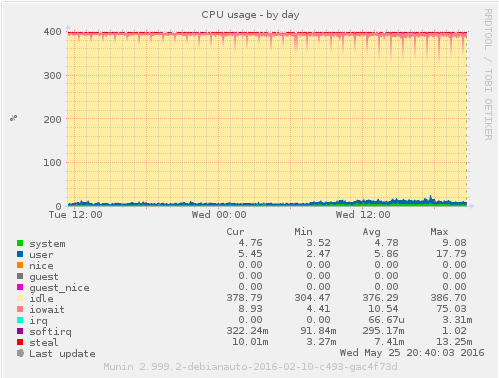 CPU usage - by day
RRDTOOL / TOBI OETIKER
400
300
200
100
0
%
Tue 12:00 Wed 00:00 Wed 12:00
Cur Min Avg Max
system 4.76 3.52 4.78 9.08
user 5.45 2.47 5.86 17.79
nice 0.00 0.00 0.00 0.00
guest 0.00 0.00 0.00 0.00
guest_nice 0.00 0.00 0.00 0.00
idle 378.79 304.47 376.29 386.70
iowait 8.93 4.41 10.54 75.03
irq 0.00 0.00 66.67u 3.31m
softirq 322.24m 91.84m 295.17m 1.02
steal 10.01m 3.27m 7.41m 13.25m
Last update Wed May 25 20:40:03 2016
Munin 2.999.2-debianauto-2016-02-10-c493-gac4f73d